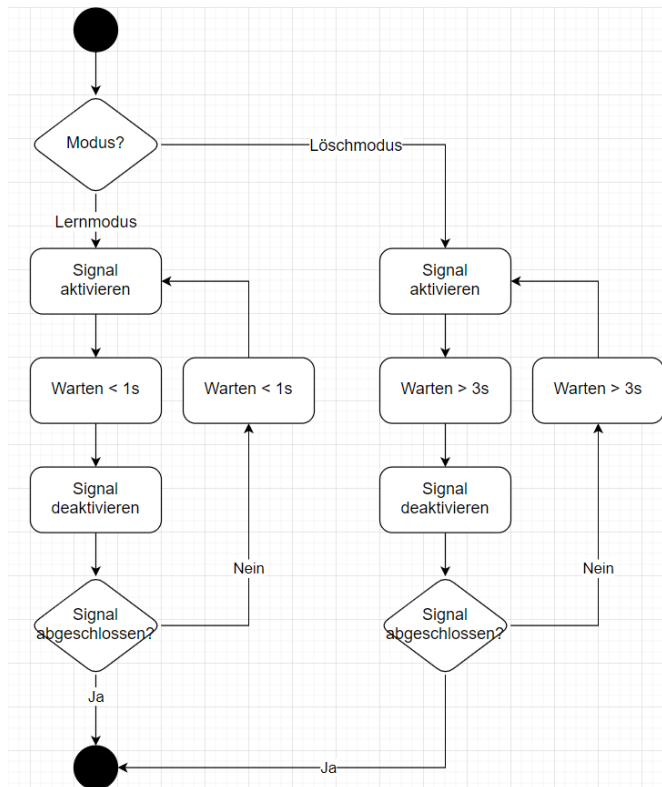 Modus?
Löschmodus
Lernmodus
Signal
aktivieren
Signal
aktivieren
Warten < 1s
Warten < 1s
Warten > 3s
Warten > 3s
Signal
deaktivieren
Signal
deaktivieren
Nein
Nein
Signal
abgeschlossen?
Signal
abgeschlossen?
Ja
Ja